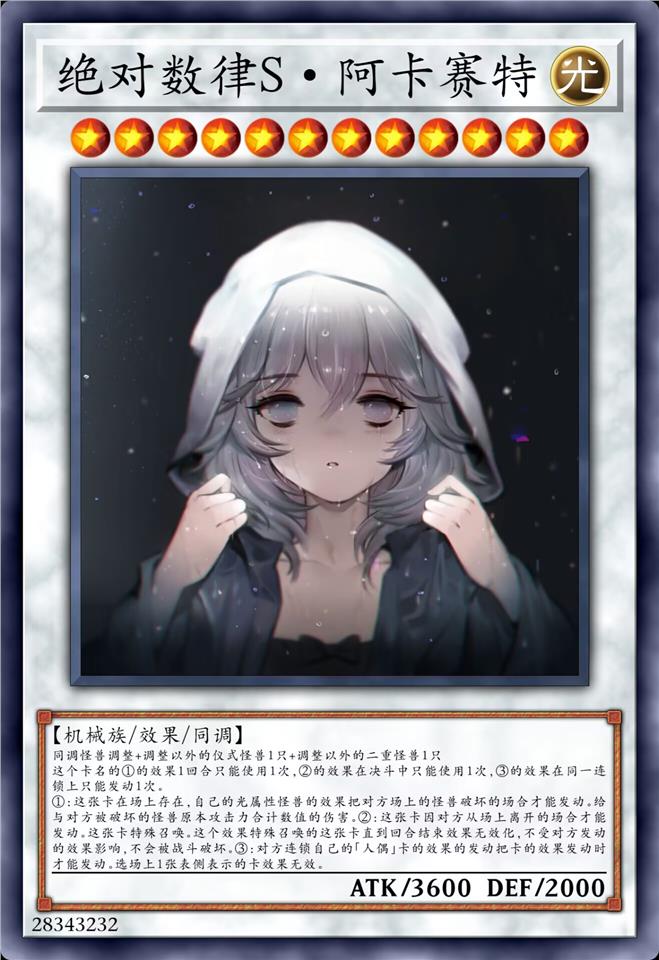 绝对数律S·阿卡赛特
光
【机械族/效果/同调】
同调怪兽调整+调整以外的仪式怪兽1只+调整以外的二重怪兽1只
这个卡名的①的效果1回合只能使用1次,②的效果在决斗中只能使用1次,③的效果在同一连
锁上只能发动1次。
①:这张卡在场上存在,自己的光属性怪兽的效果把对方场上的怪兽破坏的场合才能发动。给
与对方被破坏的怪兽原本攻击力合计数值的伤害。②:这张卡因对方从场上离开的场合才能
发动。这张卡特殊召唤。这个效果特殊召唤的这张卡直到回合结束效果无效化,不受对方发动
的效果影响,不会被战斗破坏。③:对方连锁自己的「人偶」卡的效果的发动把卡的效果发动时
才能发动。选场上1张表侧表示的卡效果无效。
ATK/3600 DEF/2000
28343232